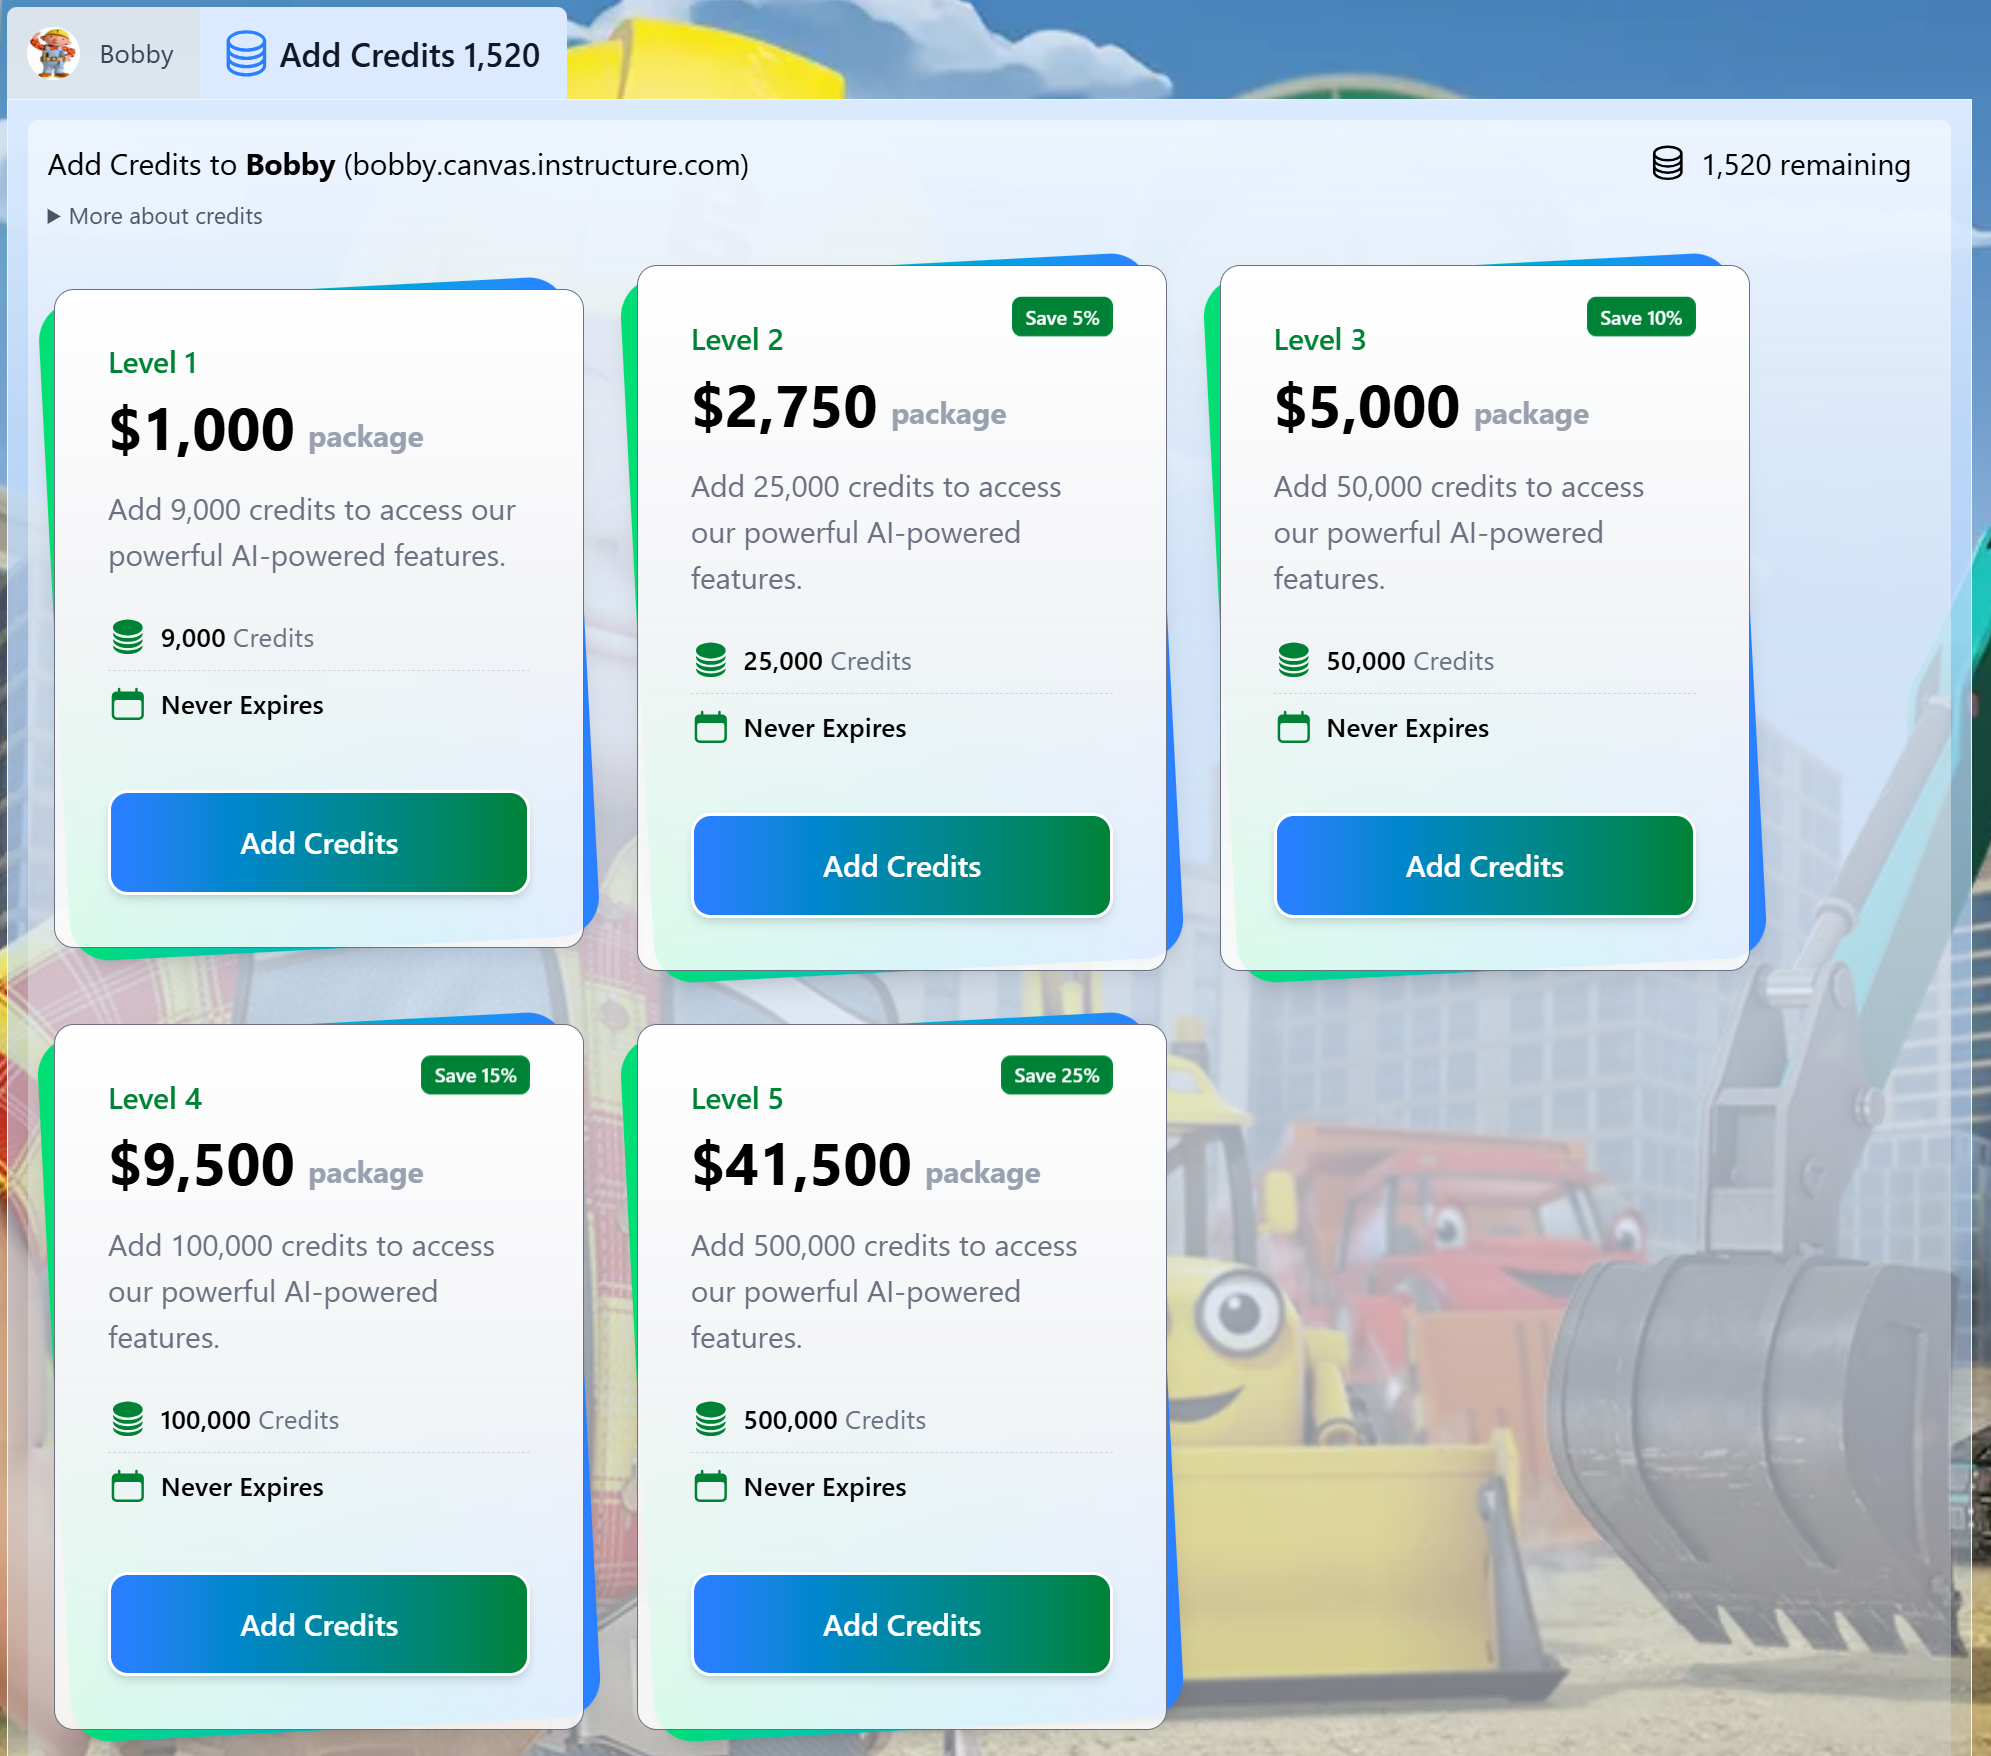 Bobby
Add Credits 1,520
Add Credits to Bobby (bobby.canvas.instructure.com)
1,520 remaining
More about credits
Level 1
$1,000 package
Add 9,000 credits to access our
powerful AI-powered features.
9,000 Credits
Never Expires
Add Credits
Save 5%
Level 2
$2,750 package
Add 25,000 credits to access
our powerful AI-powered
features.
25,000 Credits
Never Expires
Add Credits
Save 10%
Level 3
$5,000 package
Add 50,000 credits to access
our powerful AI-powered
features.
50,000 Credits
Never Expires
Add Credits
Save 15%
Level 4
$9,500 package
Add 100,000 credits to access
our powerful AI-powered
features.
100,000 Credits
Never Expires
Add Credits
Save 25%
Level 5
$41,500 package
Add 500,000 credits to access
our powerful AI-powered
features.
500,000 Credits
Never Expires
Add Credits